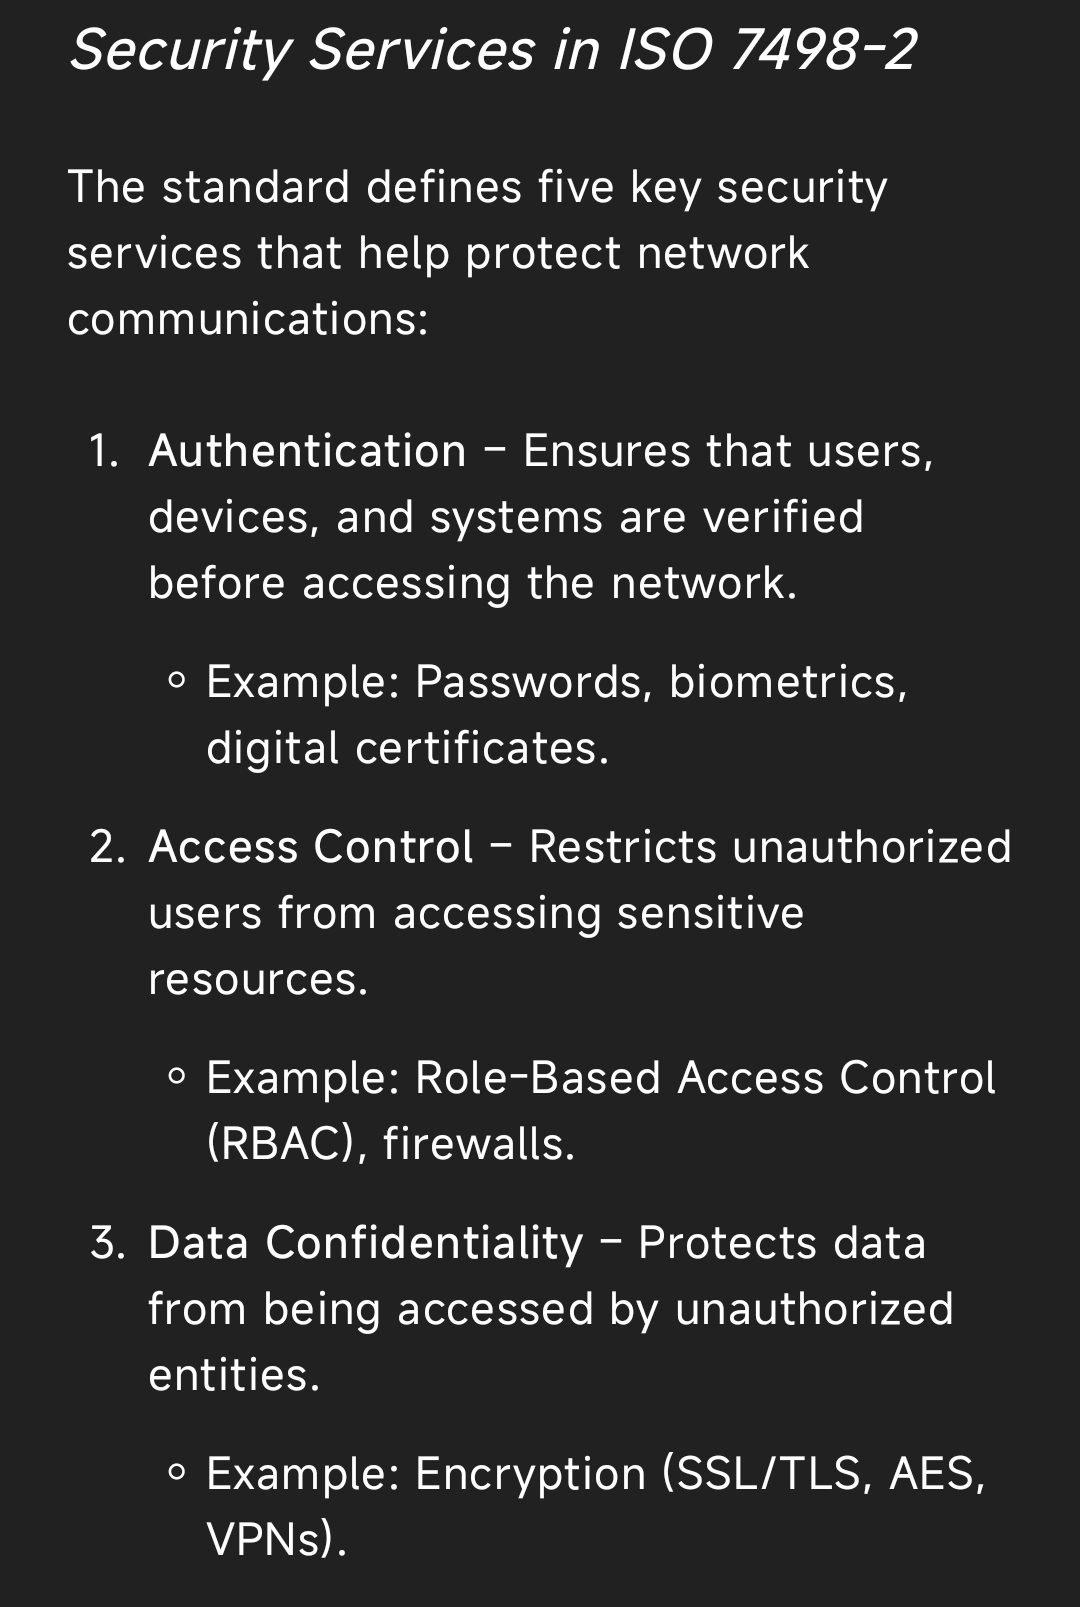 Security Services in ISO 7498-2
The standard defines five key security
services that help protect network
communications:
1. Authentication – Ensures that users,
devices, and systems are verified
before accessing the network.
◦ Example: Passwords, biometrics,
digital certificates.
2. Access Control – Restricts unauthorized
users from accessing sensitive
resources.
◦ Example: Role-Based Access Control
(RBAC), firewalls.
3. Data Confidentiality – Protects data
from being accessed by unauthorized
entities.
◦ Example: Encryption (SSL/TLS, AES,
VPNs).